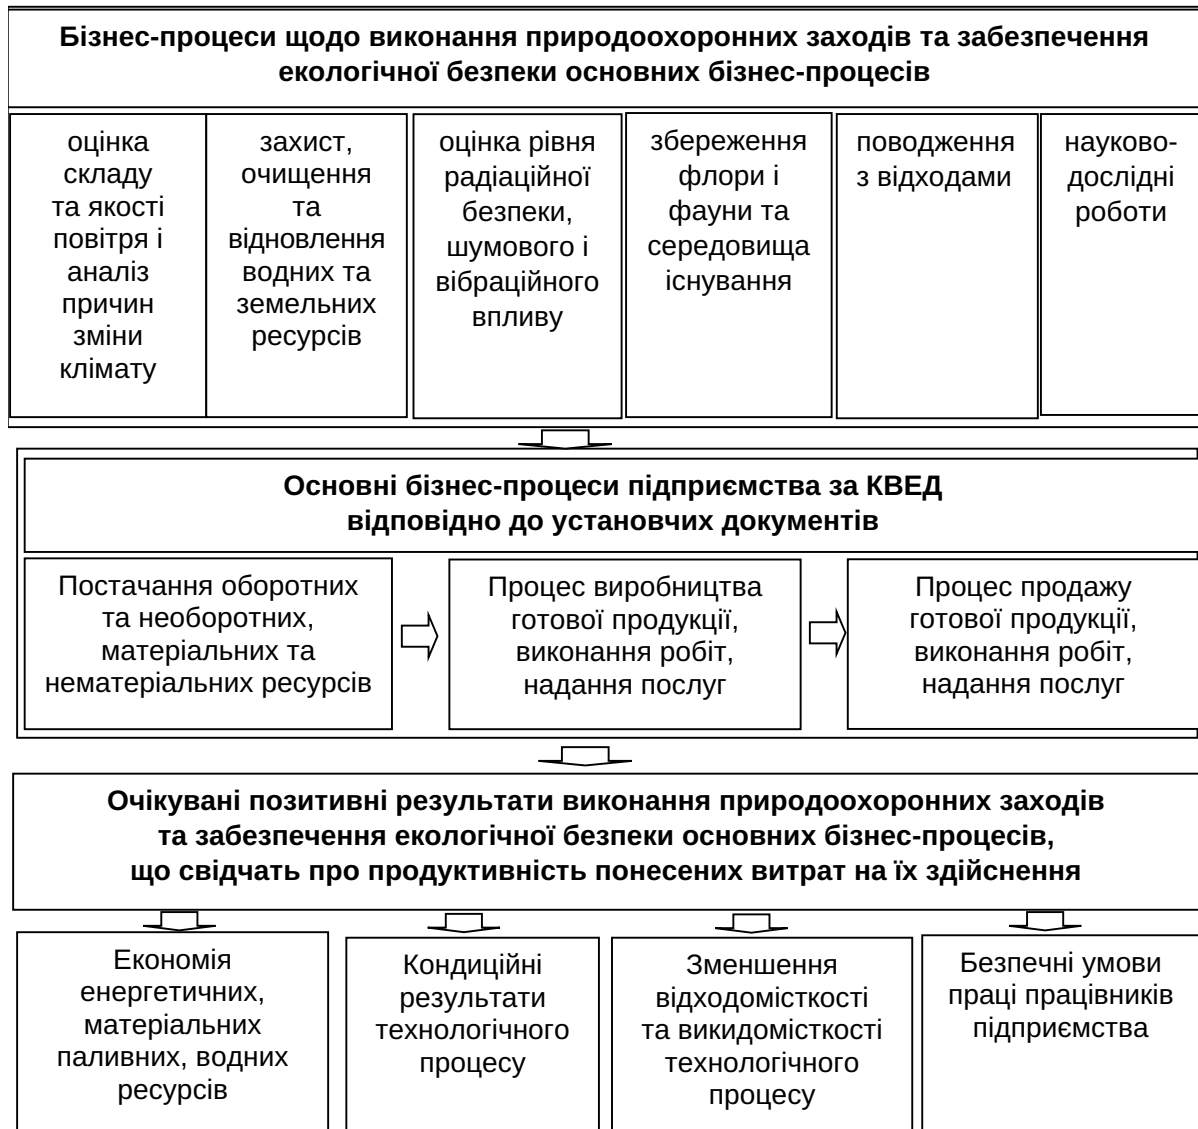 Бізнес-процеси щодо виконання природоохоронних заходів та забезпечення
екологічної безпеки основних бізнес-процесів
оцінка
складу
та якості
повітря і
аналіз
причин
зміни
клімату
захист,
очищення
та
відновлення
водних та
земельних
ресурсів
оцінка рівня
радіаційної
безпеки,
шумового і
вібраційного
впливу
збереження
флори і
фауни та
середовища
існування
поводження
з відходами
науково-
дослідні
роботи
Основні бізнес-процеси підприємства за КВЕД
відповідно до установчих документів
Постачання оборотних
та необоротних,
матеріальних та
нематеріальних ресурсів
Процес виробництва
готової продукції,
виконання робіт,
надання послуг
Процес продажу
готової продукції,
виконання робіт,
надання послуг
Очікувані позитивні результати виконання природоохоронних заходів
та забезпечення екологічної безпеки основних бізнес-процесів,
що свідчать про продуктивність понесених витрат на їх здійснення
Економія
енергетичних,
матеріальних
паливних, водних
ресурсів
Кондиційні
результати
технологічного
процесу
Зменшення
відходомісткості
та викидомісткості
технологічного
процесу
Безпечні умови
праці працівників
підприємства